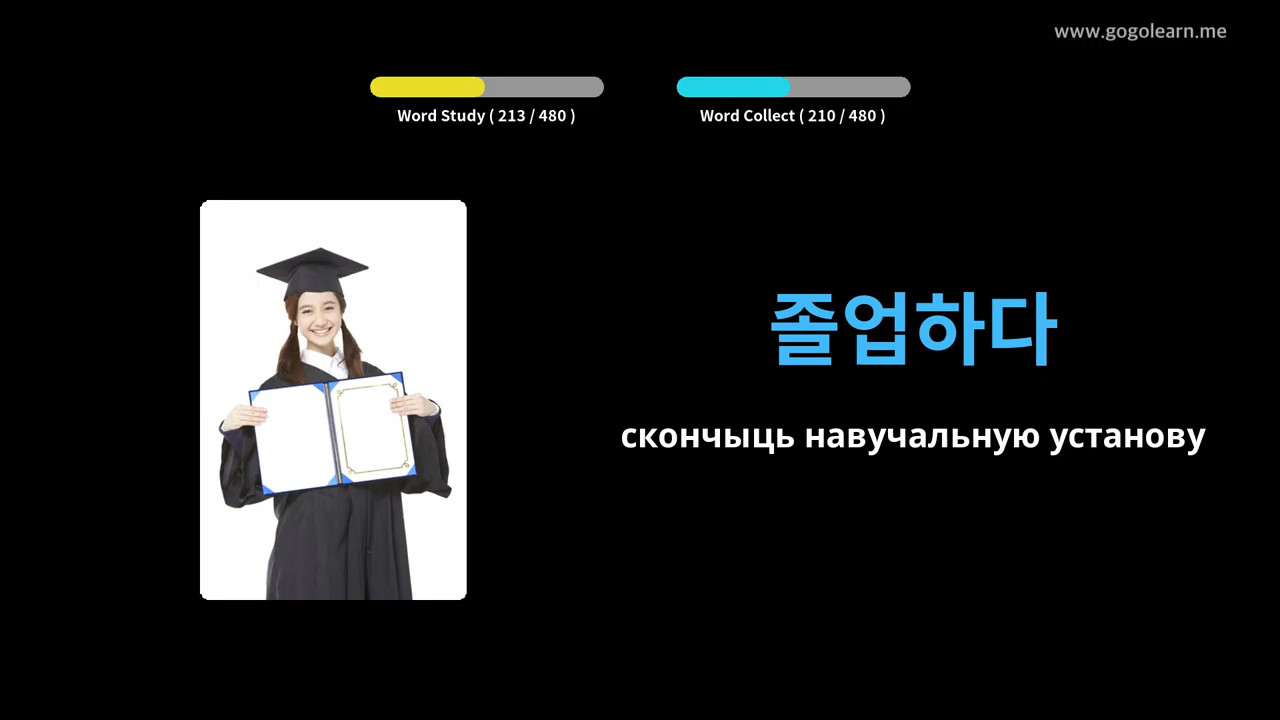 www.gogolearn.me
Word Study ( 213 / 480 )
Word Collect ( 210 / 480 )
졸업하다
скончыць навучальную установу